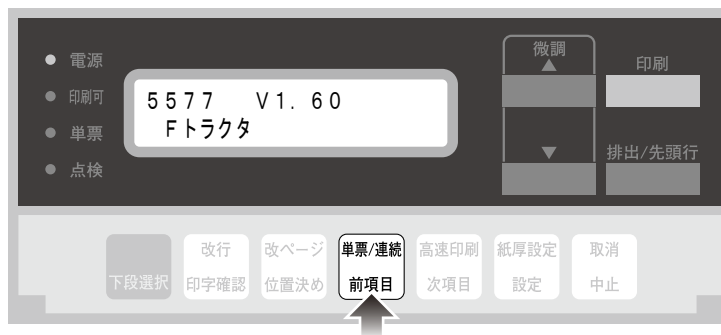 電源
印刷可
単票
点検
5577 V1.60
Fトラクタ
微調
印刷
排出/先頭行
下段選択
改行
印字確認
改ページ
位置決め
単票/連続
前項目
高速印刷
次項目
紙厚設定
設定
取消
中止